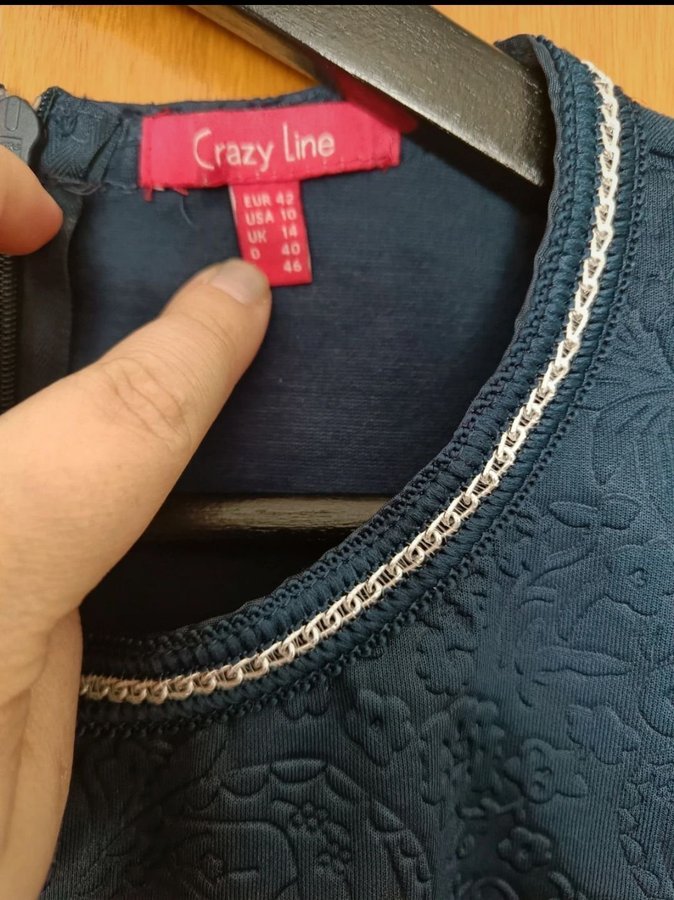 Crazy Line
EUR 42
USA 10
UK 14
D 40
46